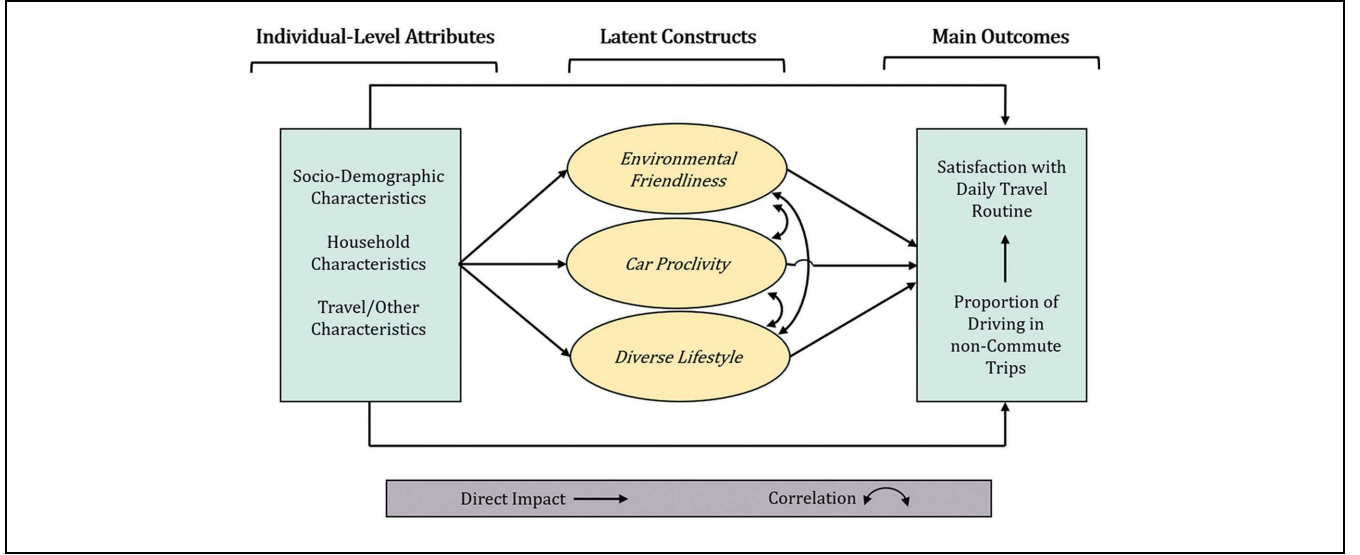 Individual-Level Attributes
Latent Constructs
Main Outcomes
Socio-Demographic
Characteristics
Household
Characteristics
Travel/Other
Characteristics
Environmental
Friendliness
Car Proclivity
Diverse Lifestyle
Satisfaction with
Daily Travel
Routine
Proportion of
Driving in
non-Commute
Trips
Direct Impact
Correlation